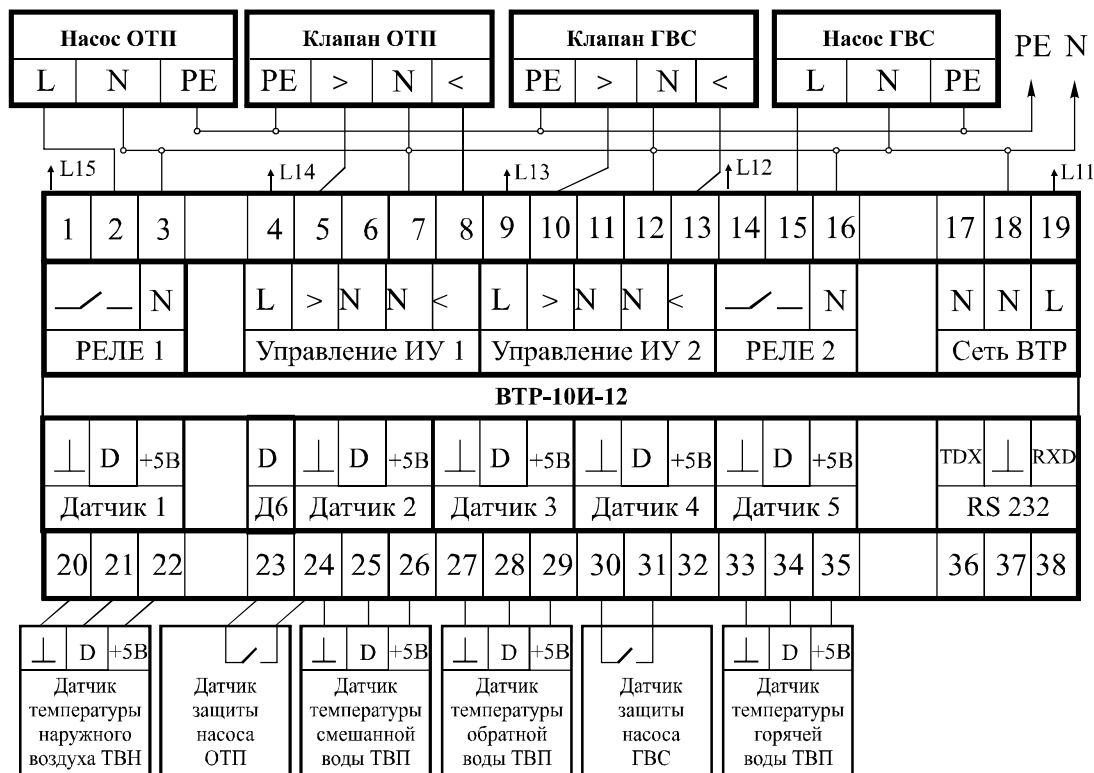 Насос ОТП Клапан ОТП Клапан ГВС Насос ГВС PE N
L N PE PE > N < PE > N < L N PE
L15 L14 L13 L12 L11
1 2 3 4 5 6 7 8 9 10 11 12 13 14 15 16 17 18 19
N L > N N < L > N N < N N N L
РЕЛЕ 1 Управление ИУ 1 Управление ИУ 2 РЕЛЕ 2 Сеть ВТР
ВТР-10И-12
⊥ D +5В D ⊥ D +5В ⊥ D +5В ⊥ D +5В ⊥ D +5В TDX ⊥ RXD
Датчик 1 Д6 Датчик 2 Датчик 3 Датчик 4 Датчик 5 RS 232
20 21 22 23 24 25 26 27 28 29 30 31 32 33 34 35 36 37 38
⊥ D +5В ⊥ D +5В ⊥ D +5В ⊥ D +5В
Датчик
температуры
наружного
воздуха ТВН
Датчик
защиты
насоса
ОТП
Датчик
температуры
смешанной
воды ТВП
Датчик
температуры
обратной
воды ТВП
Датчик
защиты
насоса
ГВС
Датчик
температуры
горячей
воды ТВП